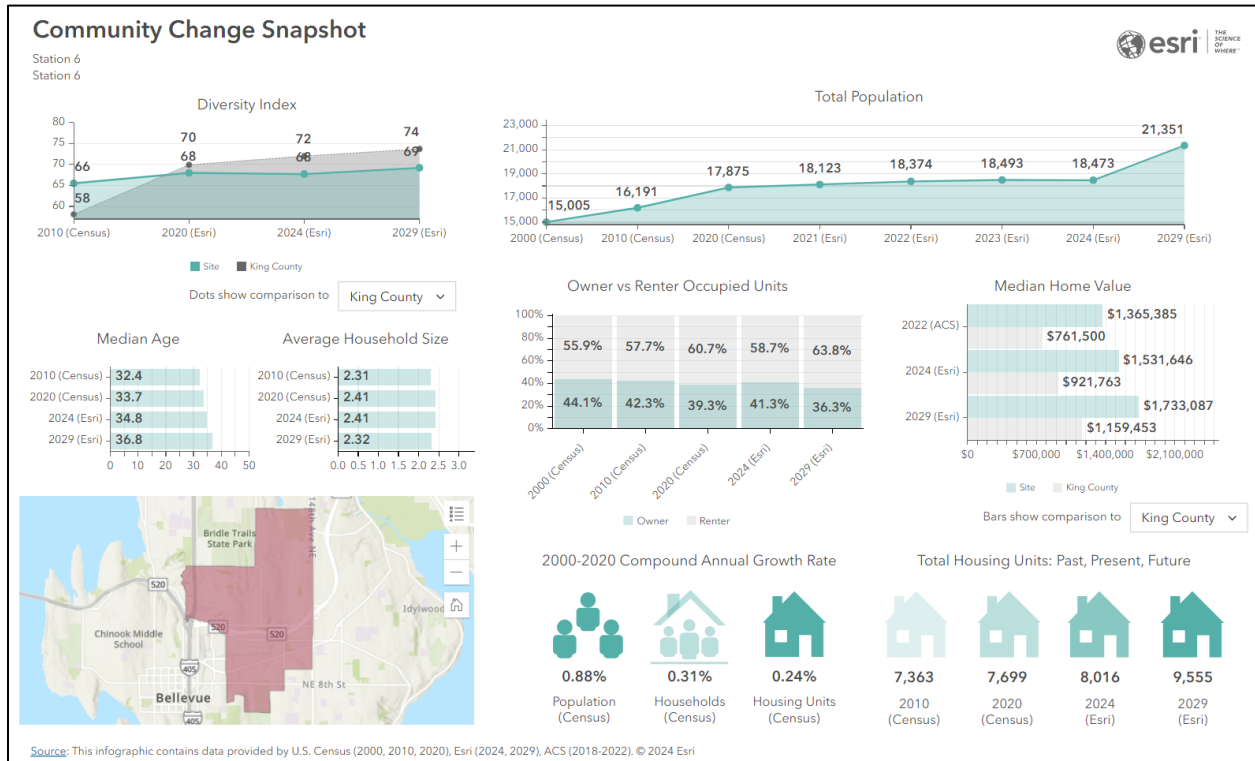 Community Change Snapshot
Station 6
Station 6
esri
THE
SCIENCE
OF
WHERE™
Diversity Index
80
75
70
65
60
66
58
70
68
72
68
74
69
2010 (Census)
2020 (Esri)
2024 (Esri)
2029 (Esri)
Site
King County
Dots show comparison to
King County
Total Population
23,000
21,000
19,000
17,000
15,000
15,005
16,191
17,875
18,123
18,374
18,493
18,473
21,351
2000 (Census)
2010 (Census)
2020 (Census)
2021 (Esri)
2022 (Esri)
2023 (Esri)
2024 (Esri)
2029 (Esri)
Median Age
2010 (Census)
32.4
2020 (Census)
33.7
2024 (Esri)
34.8
2029 (Esri)
36.8
0 10 20 30 40 50
Average Household Size
2010 (Census)
2.31
2020 (Census)
2.41
2024 (Esri)
2.41
2029 (Esri)
2.32
0.0 0.5 1.0 1.5 2.0 2.5 3.0
Owner vs Renter Occupied Units
100%
80%
60%
40%
20%
0%
55.9% 57.7% 60.7% 58.7% 63.8%
44.1% 42.3% 39.3% 41.3% 36.3%
2000 (Census)
2010 (Census)
2020 (Census)
2024 (Esri)
2029 (Esri)
Owner
Renter
Median Home Value
2022 (ACS)
$1,365,385
$761,500
2024 (Esri)
$1,531,646
$921,763
2029 (Esri)
$1,733,087
$1,159,453
$0 $700,000 $1,400,000 $2,100,000
Site
King County
Bars show comparison to
King County
Bridle Trails
State Park
148th Ave NE
520
520
520
Idylwood
Chinook Middle
School
405
405
NE 8th St
Bellevue
2000-2020 Compound Annual Growth Rate
0.88%
Population
(Census)
0.31%
Households
(Census)
0.24%
Housing Units
(Census)
Total Housing Units: Past, Present, Future
7,363
2010
(Census)
7,699
2020
(Census)
8,016
2024
(Esri)
9,555
2029
(Esri)
Source: This infographic contains data provided by U.S. Census (2000, 2010, 2020), Esri (2024, 2029), ACS (2018-2022). © 2024 Esri